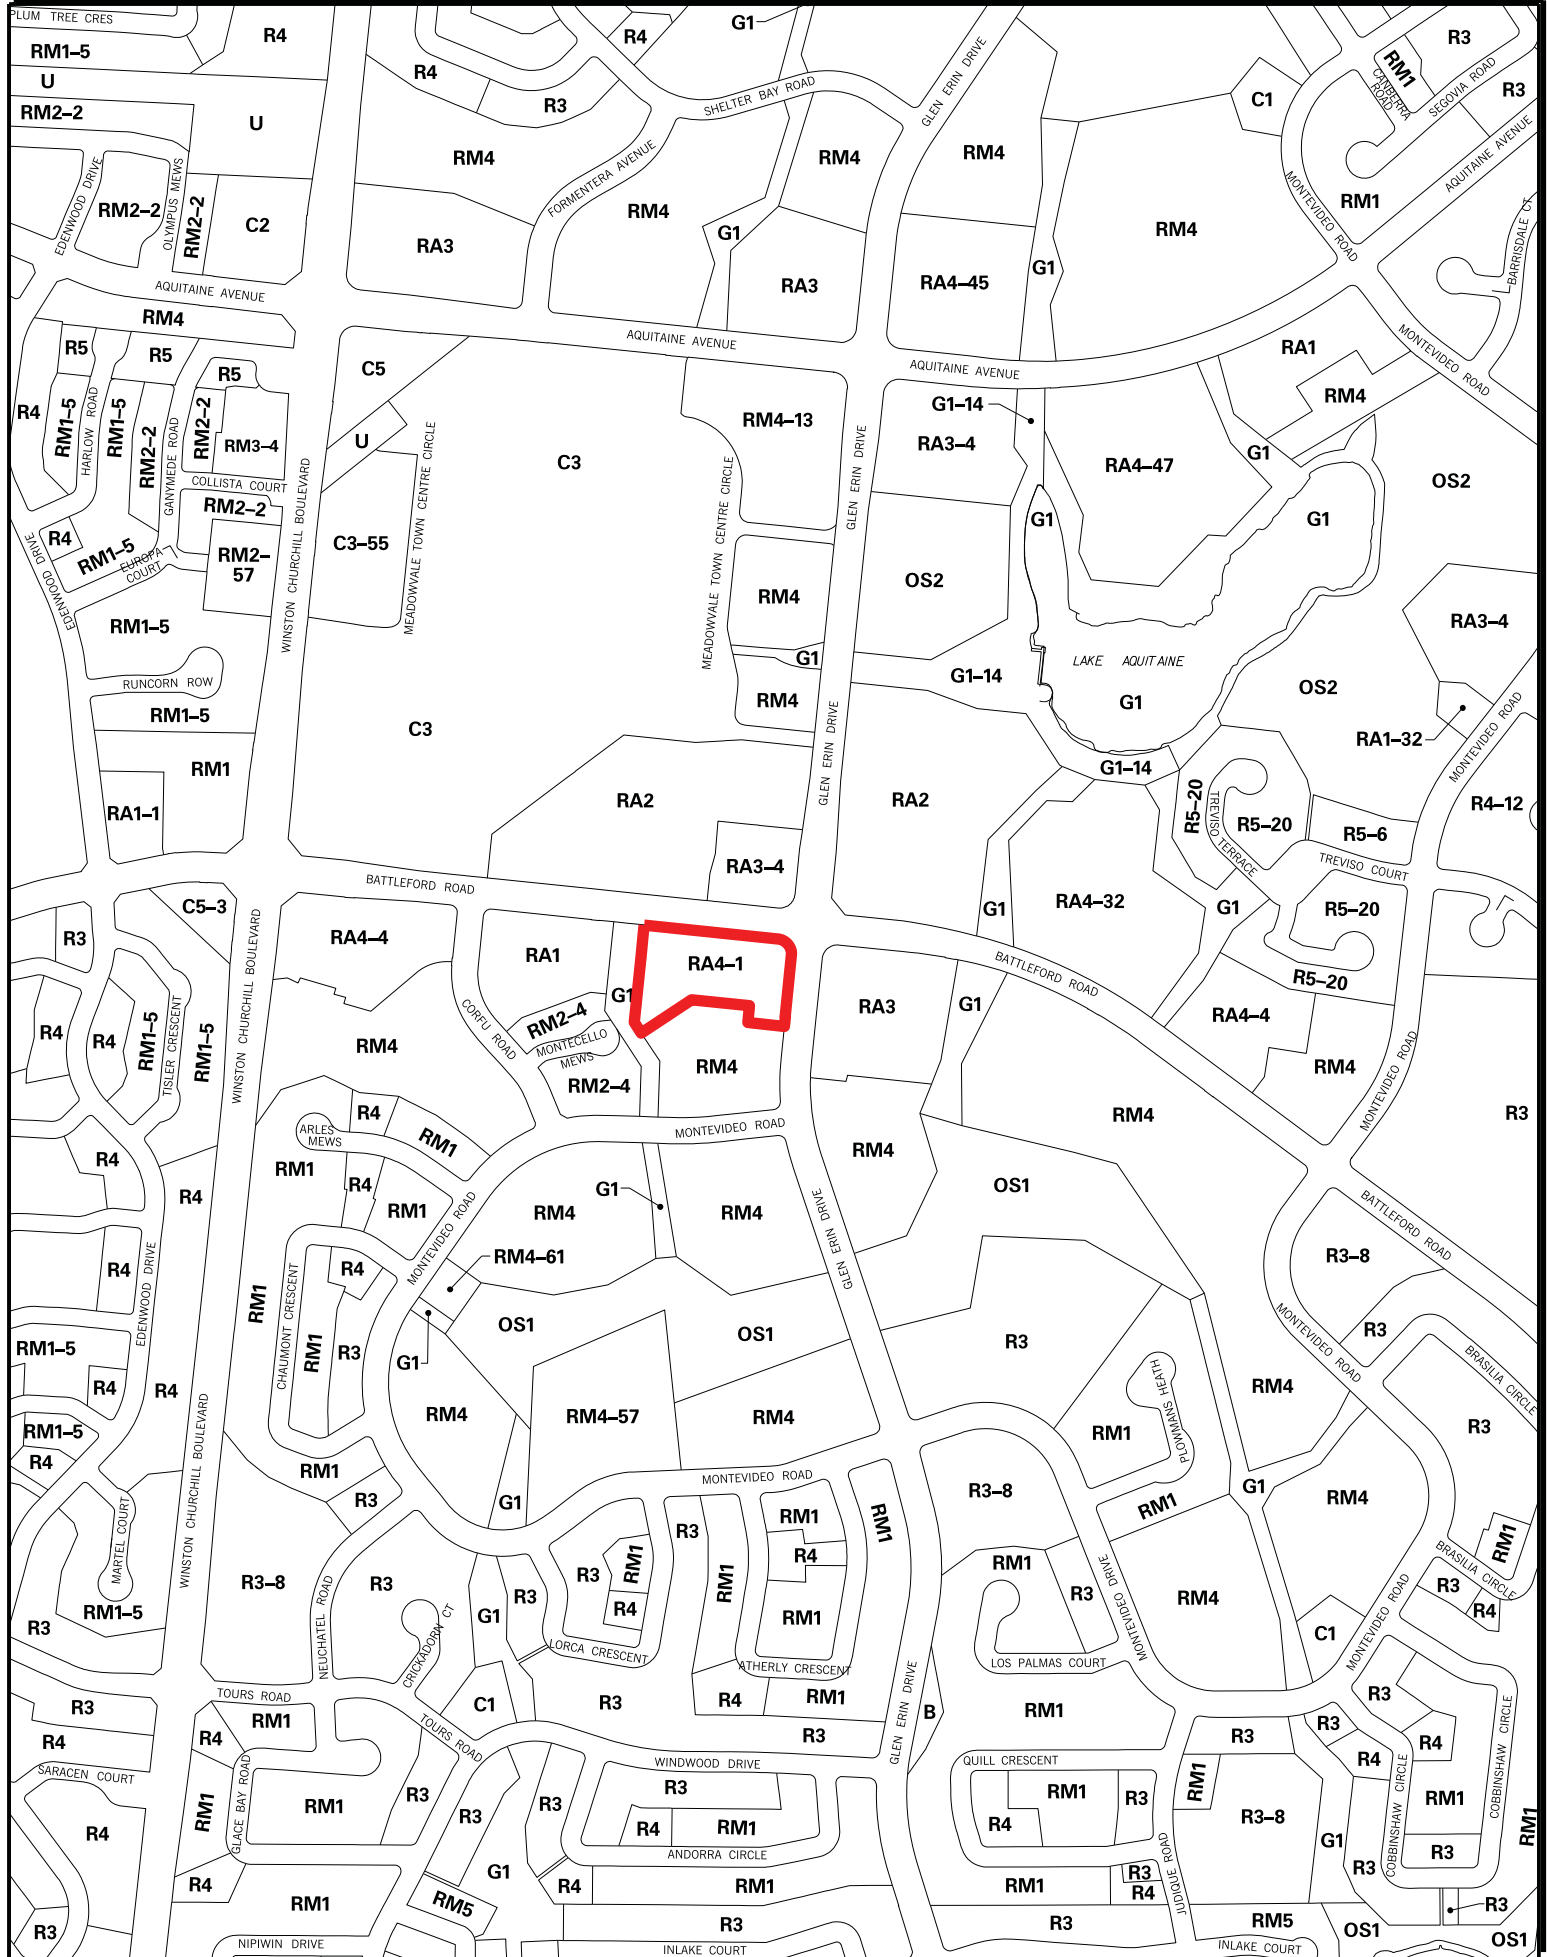 PLUM TREE CRES
R4
R4
G1
R3
RM1–5
U
RM2–2
U
R4
R3
SHELTER BAY ROAD
GLEN ERIN DRIVE
C1
RM1
CANBERRA
ROAD
SEGOVIA ROAD
R3
AQUITAINE AVENUE
EDENWOOD DRIVE
RM2–2
OLYMPUS MEWS
RM2–2
C2
RM4
FORMENTERA AVENUE
RM4
RM4
RM4
RM4
MONTEVIDEO ROAD
RM1
BARRISDALE CT
RA3
G1
RA3
RA4–45
G1
AQUITAINE AVENUE
RM4
AQUITAINE AVENUE
AQUITAINE AVENUE
RA1
MONTEVIDEO ROAD
R5
R5
R5
C5
RM4
R4
RM1–5
HARLOW ROAD
RM1–5
RM2–2
GANYMEDE ROAD
RM2–2
RM3–4
COLLISTA COURT
U
MEADOWVALE TOWN CENTRE CIRCLE
C3
RM4–13
G1–14
RA3–4
RA4–47
G1
OS2
GLEN ERIN DRIVE
RM2–2
R4
RM1–5
EUROPA
COURT
RM2–
57
EDENWOOD DRIVE
WINSTON CHURCHILL BOULEVARD
C3–55
MEADOWVALE TOWN CENTRE CIRCLE
RM4
OS2
G1
G1
RM1–5
RA3–4
RUNCORN ROW
G1
G1–14
LAKE AQUITAINE
G1
OS2
RM1–5
RM4
RA1–32
MONTEVIDEO ROAD
C3
GLEN ERIN DRIVE
RM1
G1–14
RA1–1
RA2
RA2
R5–20
TREVISO TERRACE
R5–20
R5–6
R4–12
RA3–4
TREVISO COURT
BATTLEFORD ROAD
C5–3
RA4–32
G1
G1
R5–20
R3
RA4–4
RA1
RA4–1
BATTLEFORD ROAD
R5–20
WINSTON CHURCHILL BOULEVARD
G1
RM2–4
RA3
G1
RA4–4
R4
R4
RM1–5
TISLER CRESCENT
RM1–5
RM4
CORFU ROAD
MONTECELLO
MEWS
RM2–4
RM4
RM4
MONTEVIDEO ROAD
R3
R4
RM1
ARLES
MEWS
MONTEVIDEO ROAD
RM4
RM4
R4
RM1
R4
R4
RM1
G1
RM4
RM4
OS1
GLEN ERIN DRIVE
BATTLEFORD ROAD
R4
EDENWOOD DRIVE
MONTEVIDEO ROAD
RM4–61
R3–8
R4
RM1
CHAUMONT CRESCENT
RM1
R3
G1
OS1
OS1
R3
MONTEVIDEO ROAD
R3
BRASILIA CIRCLE
RM1–5
R4
R4
RM4
RM4–57
RM4
PLOWMANS HEATH
RM1
RM4
R3
RM1–5
R4
WINSTON CHURCHILL BOULEVARD
RM1
R3
G1
MONTEVIDEO ROAD
R3–8
RM1
G1
RM4
MARTEL COURT
RM1
RM1
R3
R4
RM1
BRASILIA CIRCLE
R3–8
R3
R3
RM1
R4
RM1
RM1
RM1
R3
MONTEVIDEO DRIVE
RM4
MONTEVIDEO ROAD
R3
R4
RM1–5
R3
NEUCHATEL ROAD
CRICKADORN CT
G1
R3
LORCA CRESCENT
ATHERLY CRESCENT
LOS PALMAS COURT
C1
R3
TOURS ROAD
RM1
R4
TOURS ROAD
C1
R3
R4
RM1
R3
GLEN ERIN DRIVE
B
RM1
R3
R3
R3
R4
R4
R4
SARACEN COURT
WINDWOOD DRIVE
QUILL CRESCENT
RM1
COBBINSHAW CIRCLE
RM1
COBBINSHAW CIRCLE
R4
RM1
GLACE BAY ROAD
RM1
R3
R3
R3
R3
R4
RM1
ANDORRA CIRCLE
R4
RM1
R3
R3–8
G1
R3
R3
RM1
R4
G1
R4
RM1
RM1
R3
R4
JUDIQUE ROAD
R3
RM1
RM5
R3
R3
RM5
OS1
OS1
R3
NIPIWIN DRIVE
INLAKE COURT
INLAKE COURT